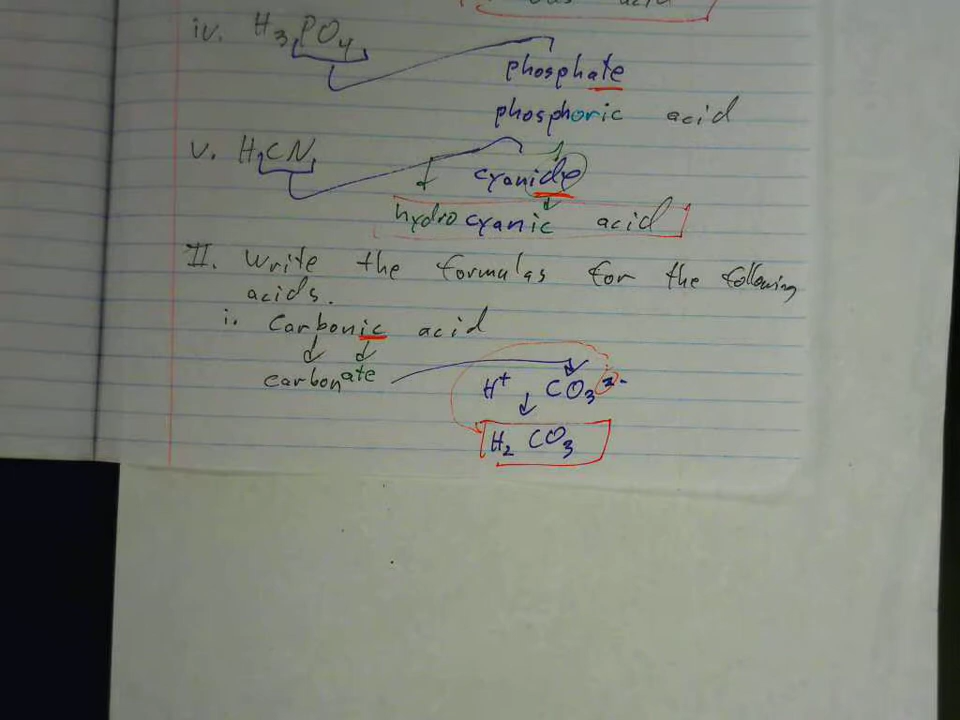 acid
iv. H3PO4
phosphate
phosphoric acid
v. HCN
cyanide
hydrocyanic acid
II. Write the formulas for the following
acids.
i. Carbonic acid
carbonate
H+ CO3 2-
H2 CO3